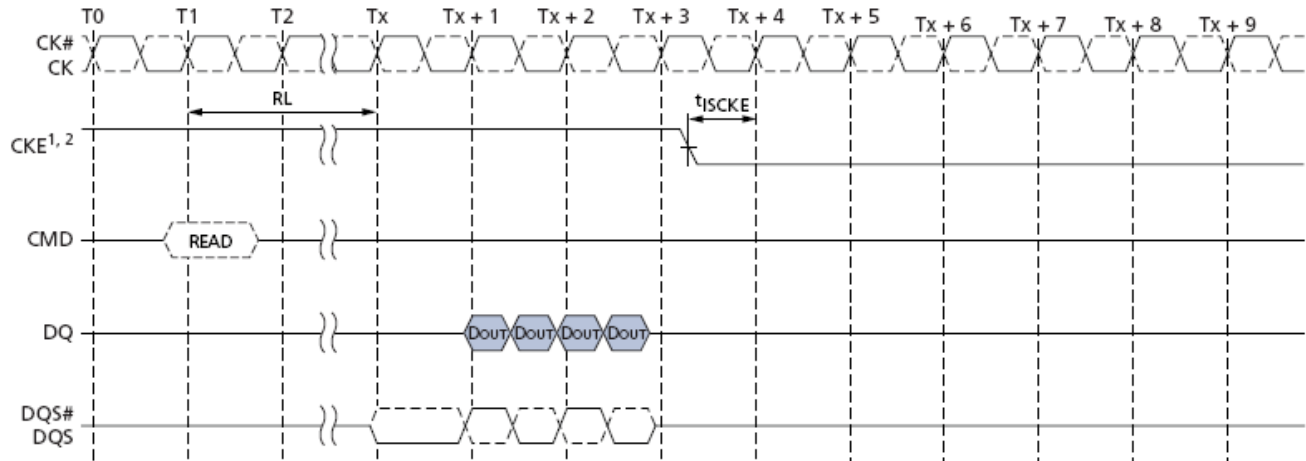 T0 T1 T2 Tx Tx + 1 Tx + 2 Tx + 3 Tx + 4 Tx + 5 Tx + 6 Tx + 7 Tx + 8 Tx + 9
CK#
CK
RL
tISCKE
CKE1, 2
CMD READ
DQ DOUT DOUT DOUT DOUT
DQS#
DQS